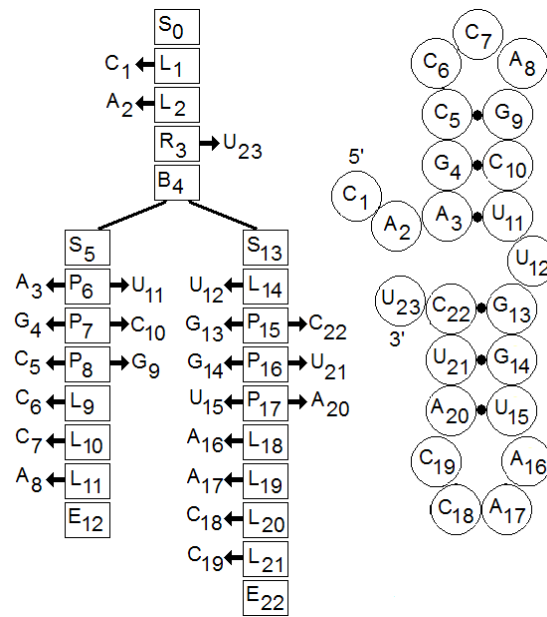 S0
C1 L1
A2 L2
R3 U23
B4
S5
A3 P6 U11
G4 P7 C10
C5 P8 G9
C6 L9
C7 L10
A8 L11
E12
S13
U12 L14
G13 P15 C22
G14 P16 U21
U15 P17 A20
A16 L18
A17 L19
C18 L20
C19 L21
E22
C7
C6 A8
C5 G9
5' G4 C10
C1 A2 A3 U11
U12
U23 C22 G13
3' U21 G14
A20 U15
C19 A16
C18 A17